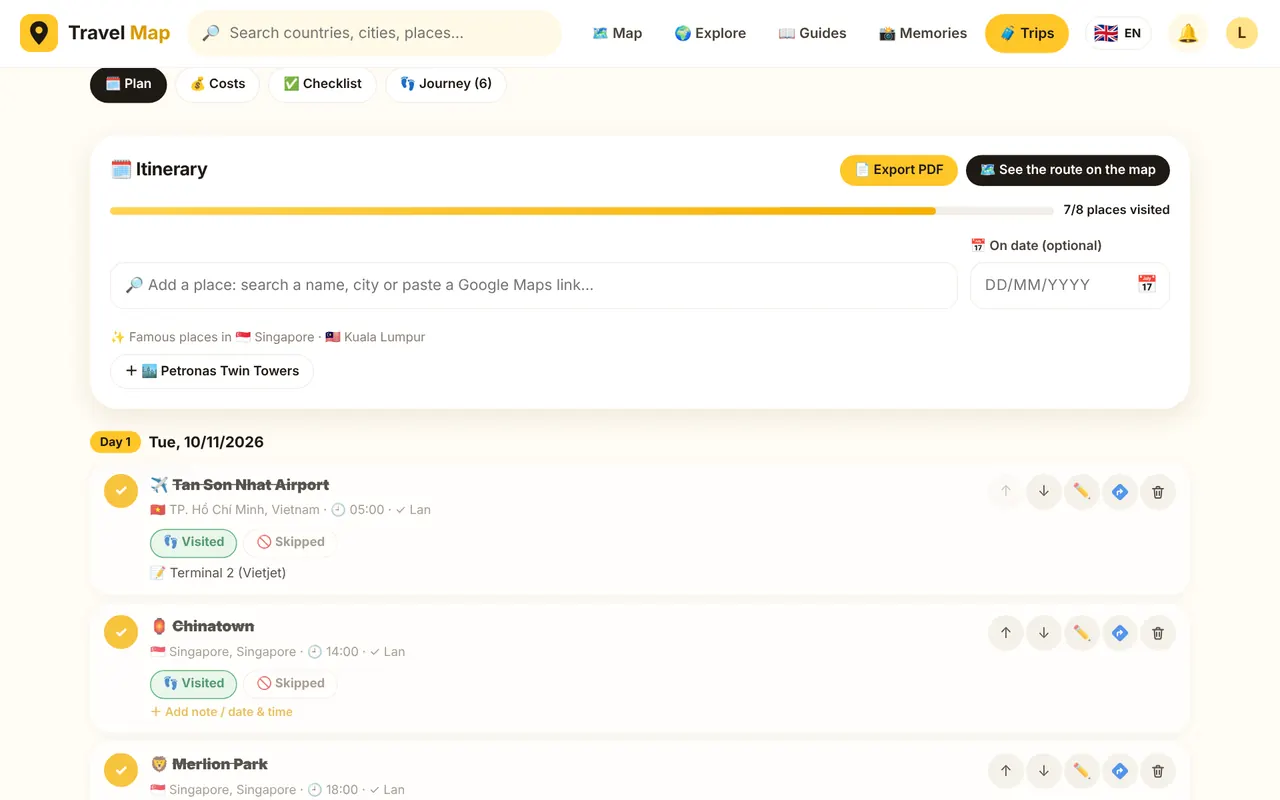 Travel Map
🔎 Search countries, cities, places...
🗺️ Map
🌍 Explore
📖 Guides
📸 Memories
🧳 Trips
🇬🇧 EN
🔔
L
🗓️ Plan
💰 Costs
✅ Checklist
👣 Journey (6)
🗓️ Itinerary
📄 Export PDF
🗺️ See the route on the map
7/8 places visited
📅 On date (optional)
🔎 Add a place: search a name, city or paste a Google Maps link...
DD/MM/YYYY
✨ Famous places in 🇸🇬 Singapore · 🇲🇾 Kuala Lumpur
+ 🏙️ Petronas Twin Towers
Day 1 Tue, 10/11/2026
✈️ Tan Son Nhat Airport
🇻🇳 TP. Hồ Chí Minh, Vietnam · 🕘 05:00 · ✓ Lan
👣 Visited
🚫 Skipped
📝 Terminal 2 (Vietjet)
🏮 Chinatown
🇸🇬 Singapore, Singapore · 🕘 14:00 · ✓ Lan
👣 Visited
🚫 Skipped
+ Add note / date & time
🦁 Merlion Park
🇸🇬 Singapore, Singapore · 🕘 18:00 · ✓ Lan